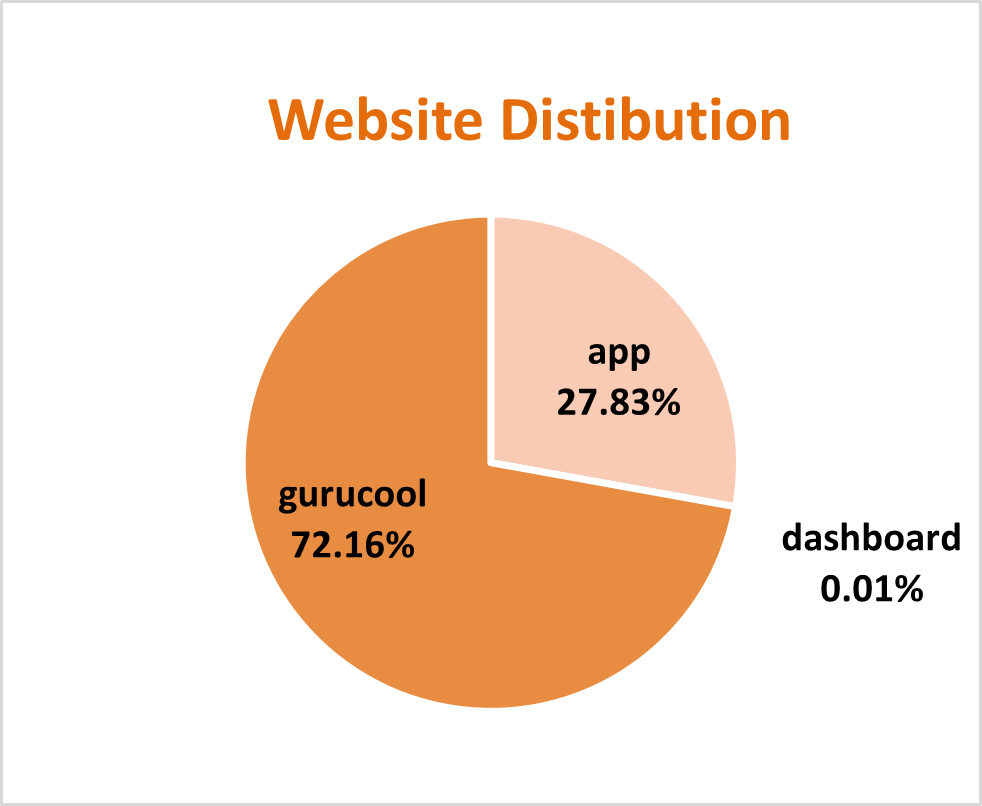 Website Distibution
app
27.83%
gurucool
72.16%
dashboard
0.01%